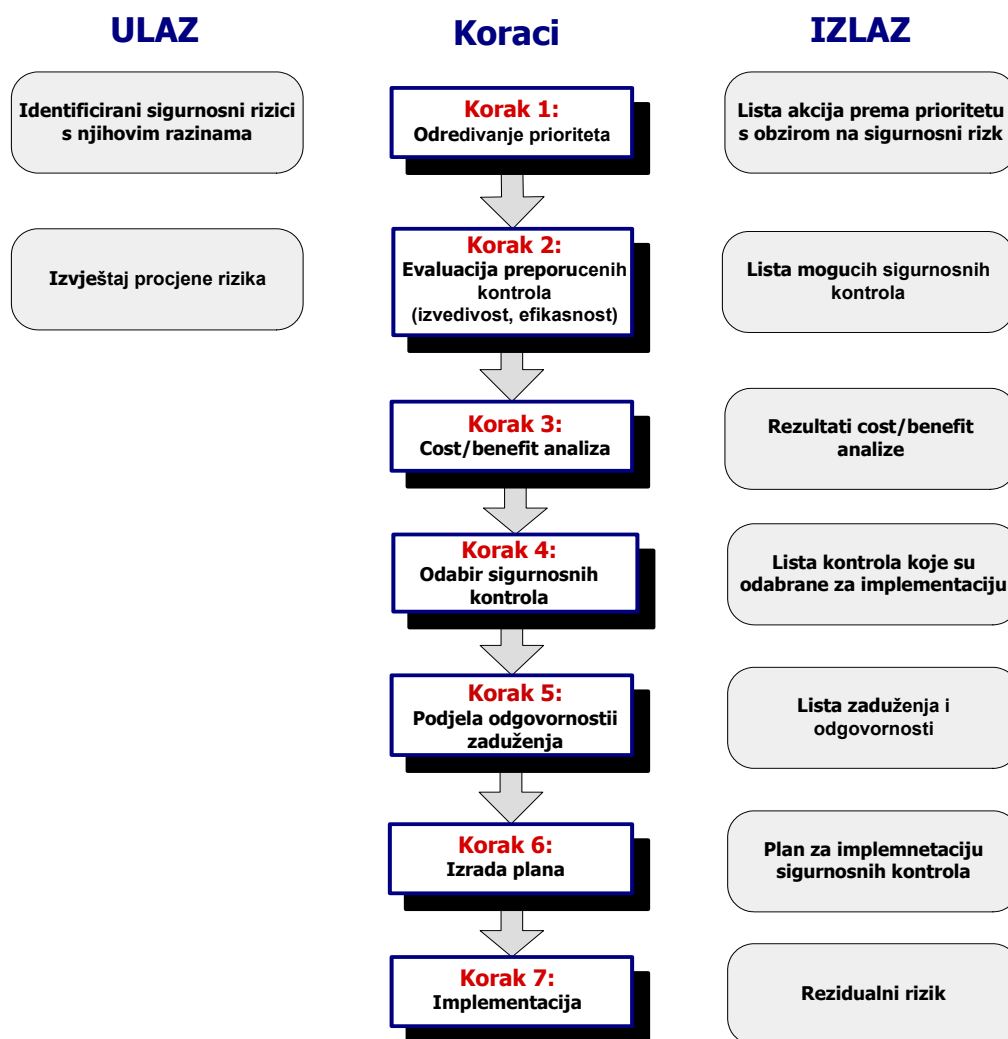 ULAZ
Koraci
IZLAZ
Identificirani sigurnosni rizici
s njihovim razinama
Korak 1:
Odredivanje prioriteta
Lista akcija prema prioritetu
s obzirom na sigurnosni rizk
Izvještaj procjene rizika
Korak 2:
Evaluacija preporucenih
kontrola
(izvedivost, efikasnost)
Lista mogucih sigurnosnih
kontrola
Korak 3:
Cost/benefit analiza
Rezultati cost/benefit
analize
Korak 4:
Odabir sigurnosnih
kontrola
Lista kontrola koje su
odabrane za implementaciju
Korak 5:
Podjela odgovornostii
zaduženja
Lista zaduženja i
odgovornosti
Korak 6:
Izrada plana
Plan za implemnetaciju
sigurnosnih kontrola
Korak 7:
Implementacija
Rezidualni rizik